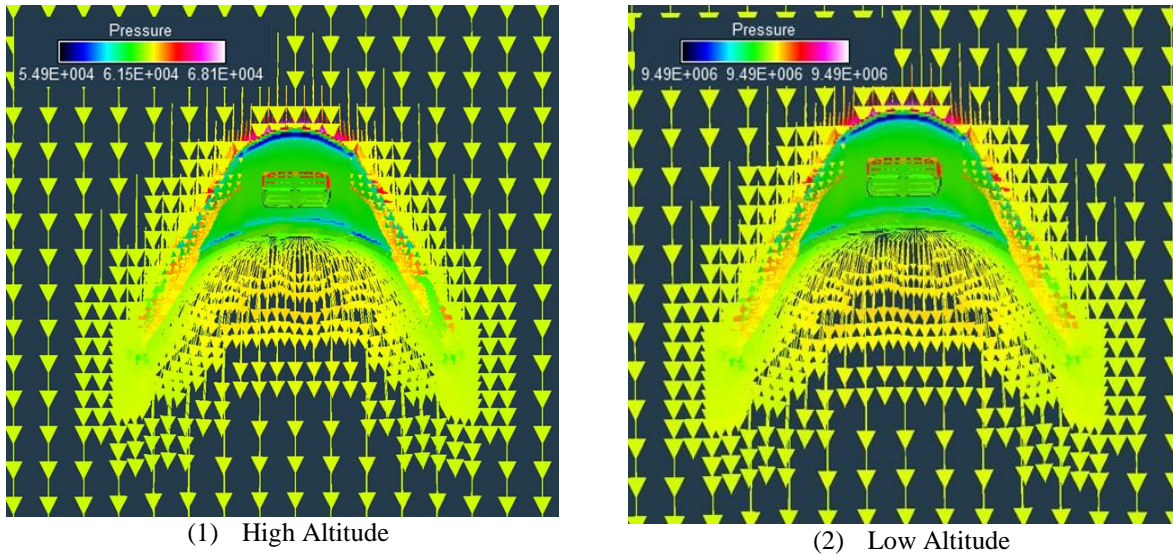 Pressure
5.49E+004 6.15E+004 6.81E+004
Pressure
9.49E+006 9.49E+006 9.49E+006
(1) High Altitude
(2) Low Altitude